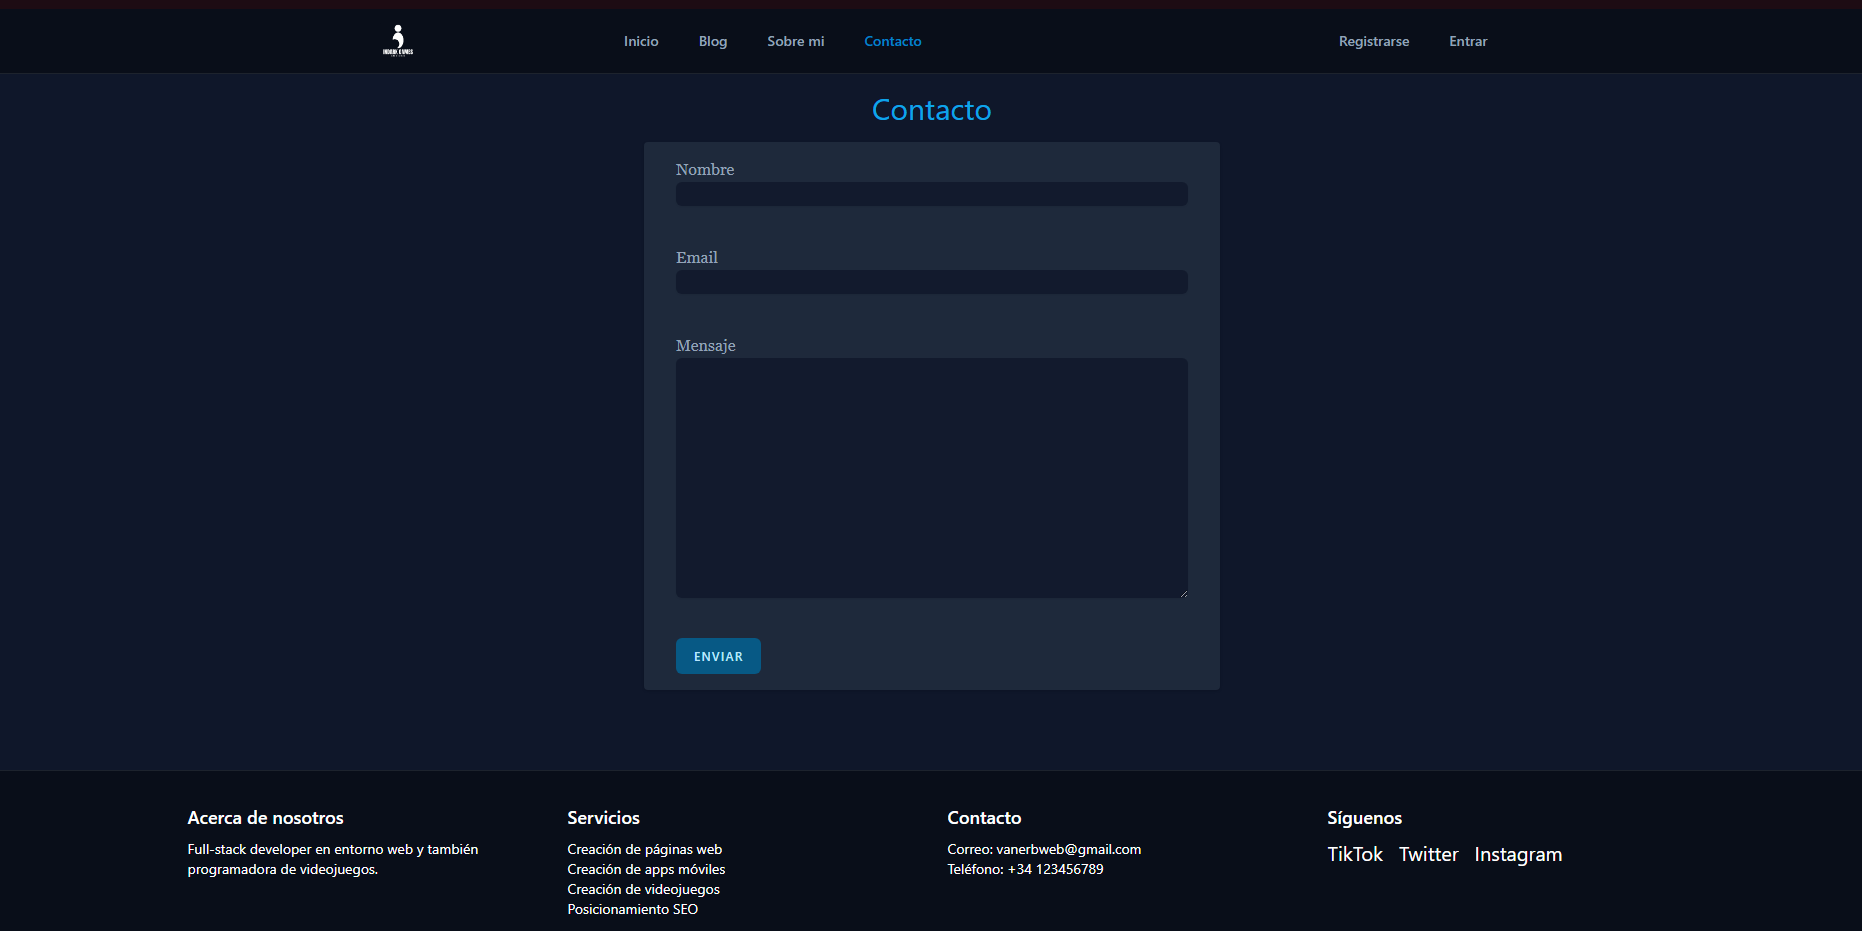 INDOOK GAMES
Inicio
Blog
Sobre mi
Contacto
Registrarse
Entrar
Contacto
Nombre
Email
Mensaje
ENVIAR
Acerca de nosotros
Full-stack developer en entorno web y también
programadora de videojuegos.
Servicios
Creación de páginas web
Creación de apps móviles
Creación de videojuegos
Posicionamiento SEO
Contacto
Correo: vanerbweb@gmail.com
Teléfono: +34 123456789
Síguenos
TikTok Twitter Instagram